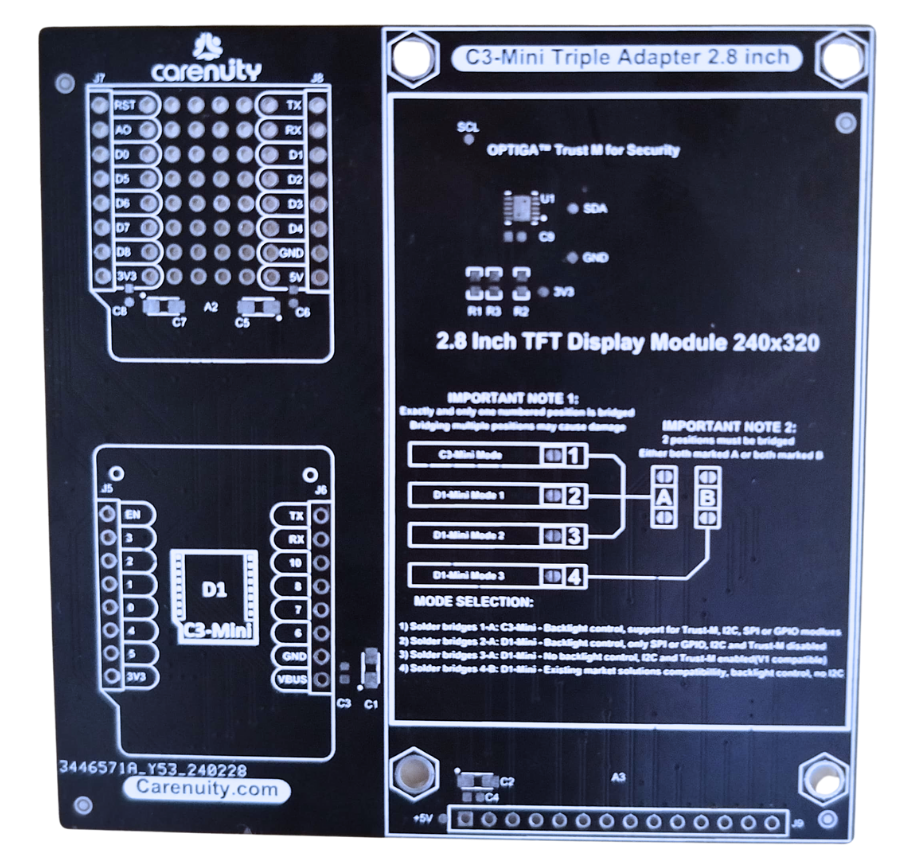 carenuity
J7
J8
RST
TX
AO
RX
D0
D1
D5
D2
D6
D3
D7
D4
D8
GND
3V3
5V
C8
C7
A2
C5
C6
C3-Mini Triple Adapter 2.8 inch
SCL
OPTIGA™ Trust M for Security
U1
SDA
C9
GND
3V3
R1 R3 R2
2.8 Inch TFT Display Module 240x320
IMPORTANT NOTE 1:
Exactly and only one numbered position is bridged
Bridging multiple positions may cause damage
IMPORTANT NOTE 2:
2 positions must be bridged
Either both marked A or both marked B
C3-Mini Mode 1
D1-Mini Mode 1 2
D1-Mini Mode 2 3
D1-Mini Mode 3 4
A
B
MODE SELECTION:
1) Solder bridges 1-A: C3-Mini - Backlight control, support for Trust-M, I2C, SPI or GPIO modlues
2) Solder bridges 2-A: D1-Mini - Backlight control, only SPI or GPIO, I2C and Trust-M disabled
3) Solder bridges 3-A: D1-Mini - No backlight control, I2C and Trust-M enabled(V1 compatible)
4) Solder bridges 4-B: D1-Mini - Existing market solutions compatibility, backlight control, no I2C
J5
J6
EN
TX
3
RX
2
10
1
8
0
7
4
6
5
GND
3V3
VBUS
D1
C3-Mini
C3 C1
3446571A_Y53_240228
Carenuity.com
C2
A3
C4
+5V
J9